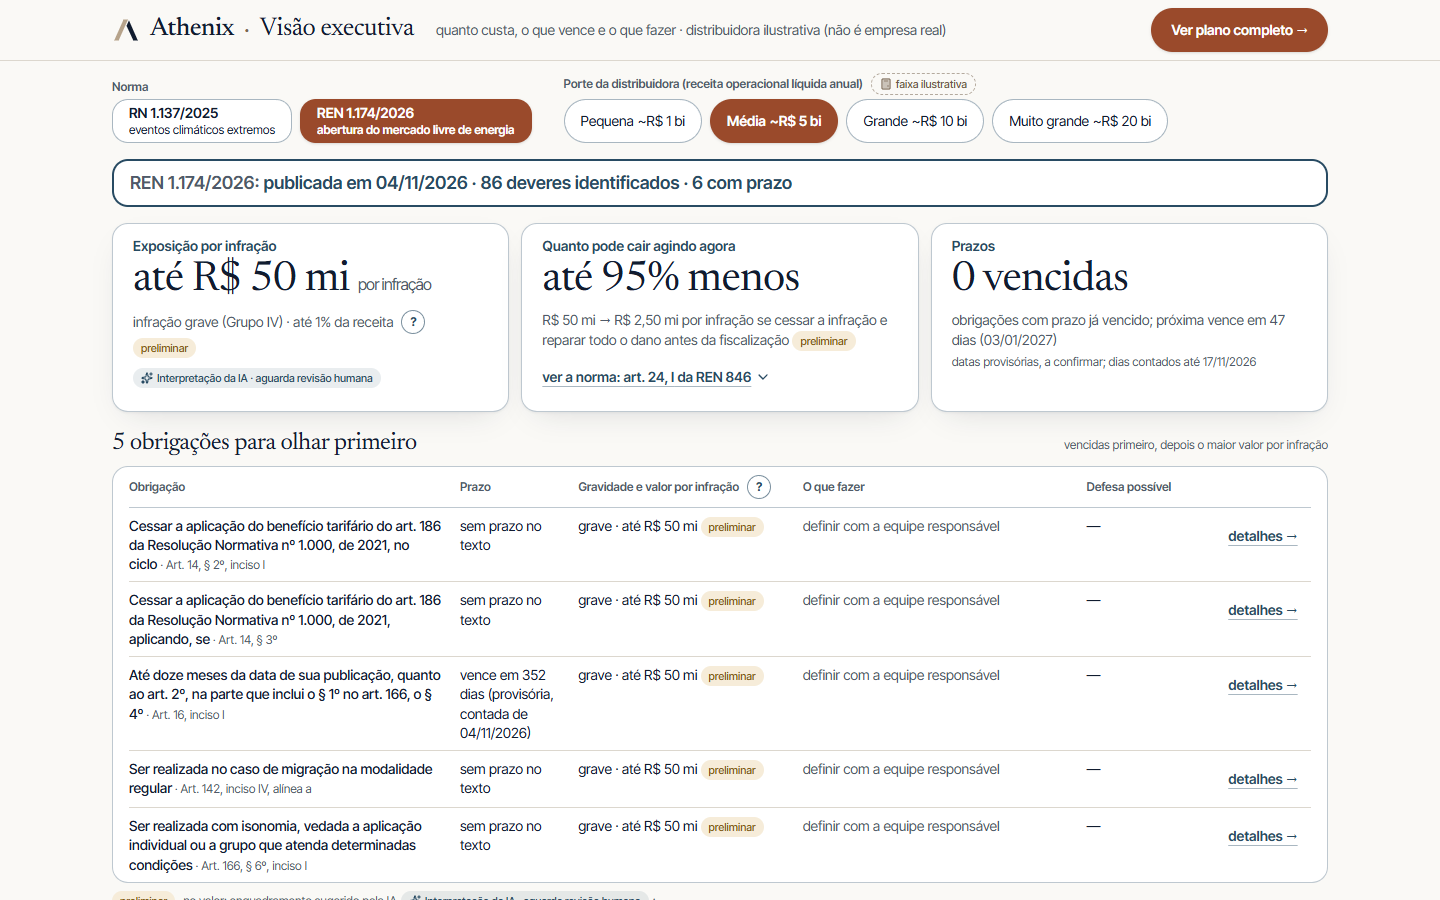 Athenix · Visão executiva
quanto custa, o que vence e o que fazer · distribuidora ilustrativa (não é empresa real)
Ver plano completo →
Norma
RN 1.137/2025
eventos climáticos extremos
REN 1.174/2026
abertura do mercado livre de energia
Porte da distribuidora (receita operacional líquida anual)
faixa ilustrativa
Pequena ~R$ 1 bi
Média ~R$ 5 bi
Grande ~R$ 10 bi
Muito grande ~R$ 20 bi
REN 1.174/2026: publicada em 04/11/2026 · 86 deveres identificados · 6 com prazo
Exposição por infração
até R$ 50 mi por infração
infração grave (Grupo IV) · até 1% da receita ?
preliminar
Interpretação da IA · aguarda revisão humana
Quanto pode cair agindo agora
até 95% menos
R$ 50 mi → R$ 2,50 mi por infração se cessar a infração e
reparar todo o dano antes da fiscalização preliminar
ver a norma: art. 24, I da REN 846
Prazos
0 vencidas
obrigações com prazo já vencido; próxima vence em 47
dias (03/01/2027)
datas provisórias, a confirmar; dias contados até 17/11/2026
5 obrigações para olhar primeiro
vencidas primeiro, depois o maior valor por infração
Obrigação
Prazo
Gravidade e valor por infração ?
O que fazer
Defesa possível
Cessar a aplicação do benefício tarifário do art. 186
da Resolução Normativa nº 1.000, de 2021, no
ciclo · Art. 14, § 2º, inciso I
sem prazo no
texto
grave · até R$ 50 mi preliminar
definir com a equipe responsável
—
detalhes →
Cessar a aplicação do benefício tarifário do art. 186
da Resolução Normativa nº 1.000, de 2021,
aplicando, se · Art. 14, § 3º
sem prazo no
texto
grave · até R$ 50 mi preliminar
definir com a equipe responsável
—
detalhes →
Até doze meses da data de sua publicação, quanto
ao art. 2º, na parte que inclui o § 1º no art. 166, o §
4º · Art. 16, inciso I
vence em 352
dias (provisória,
contada de
04/11/2026)
grave · até R$ 50 mi preliminar
definir com a equipe responsável
—
detalhes →
Ser realizada no caso de migração na modalidade
regular · Art. 142, inciso IV, alínea a
sem prazo no
texto
grave · até R$ 50 mi preliminar
definir com a equipe responsável
—
detalhes →
Ser realizada com isonomia, vedada a aplicação
individual ou a grupo que atenda determinadas
condições · Art. 166, § 6º, inciso I
sem prazo no
texto
grave · até R$ 50 mi preliminar
definir com a equipe responsável
—
detalhes →